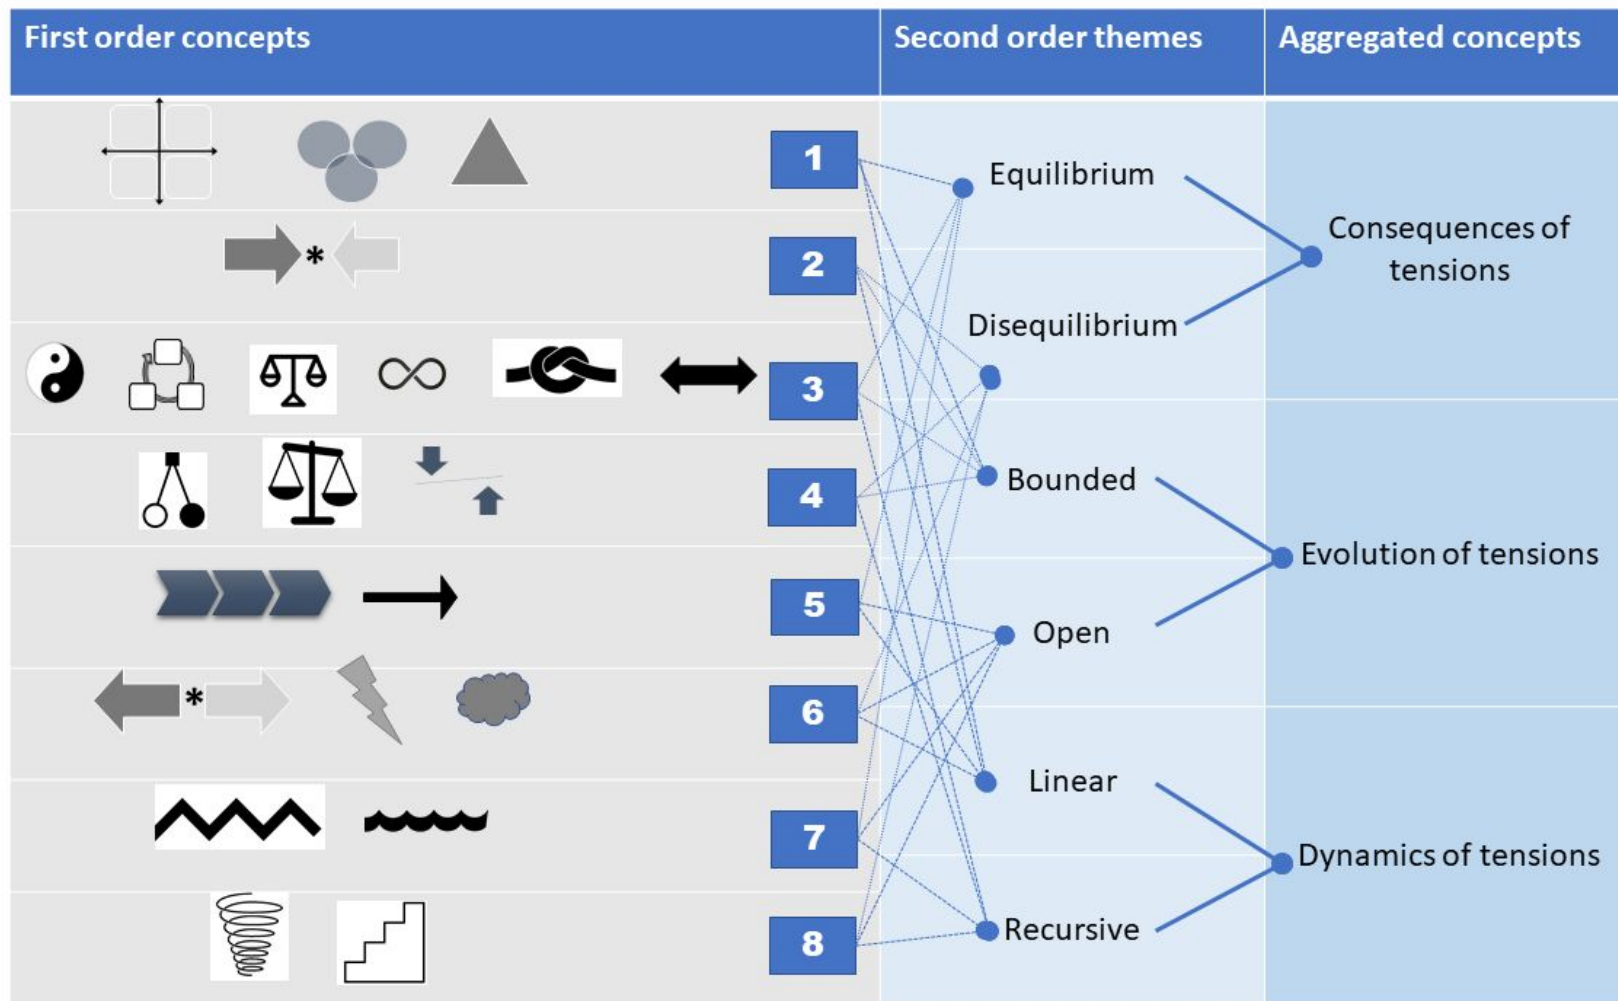 First order concepts
Second order themes
Aggregated concepts
1
Equilibrium
Consequences of
tensions
*
2
Disequilibrium
3
4
Bounded
Evolution of tensions
5
Open
*
6
Linear
7
Dynamics of tensions
8
Recursive